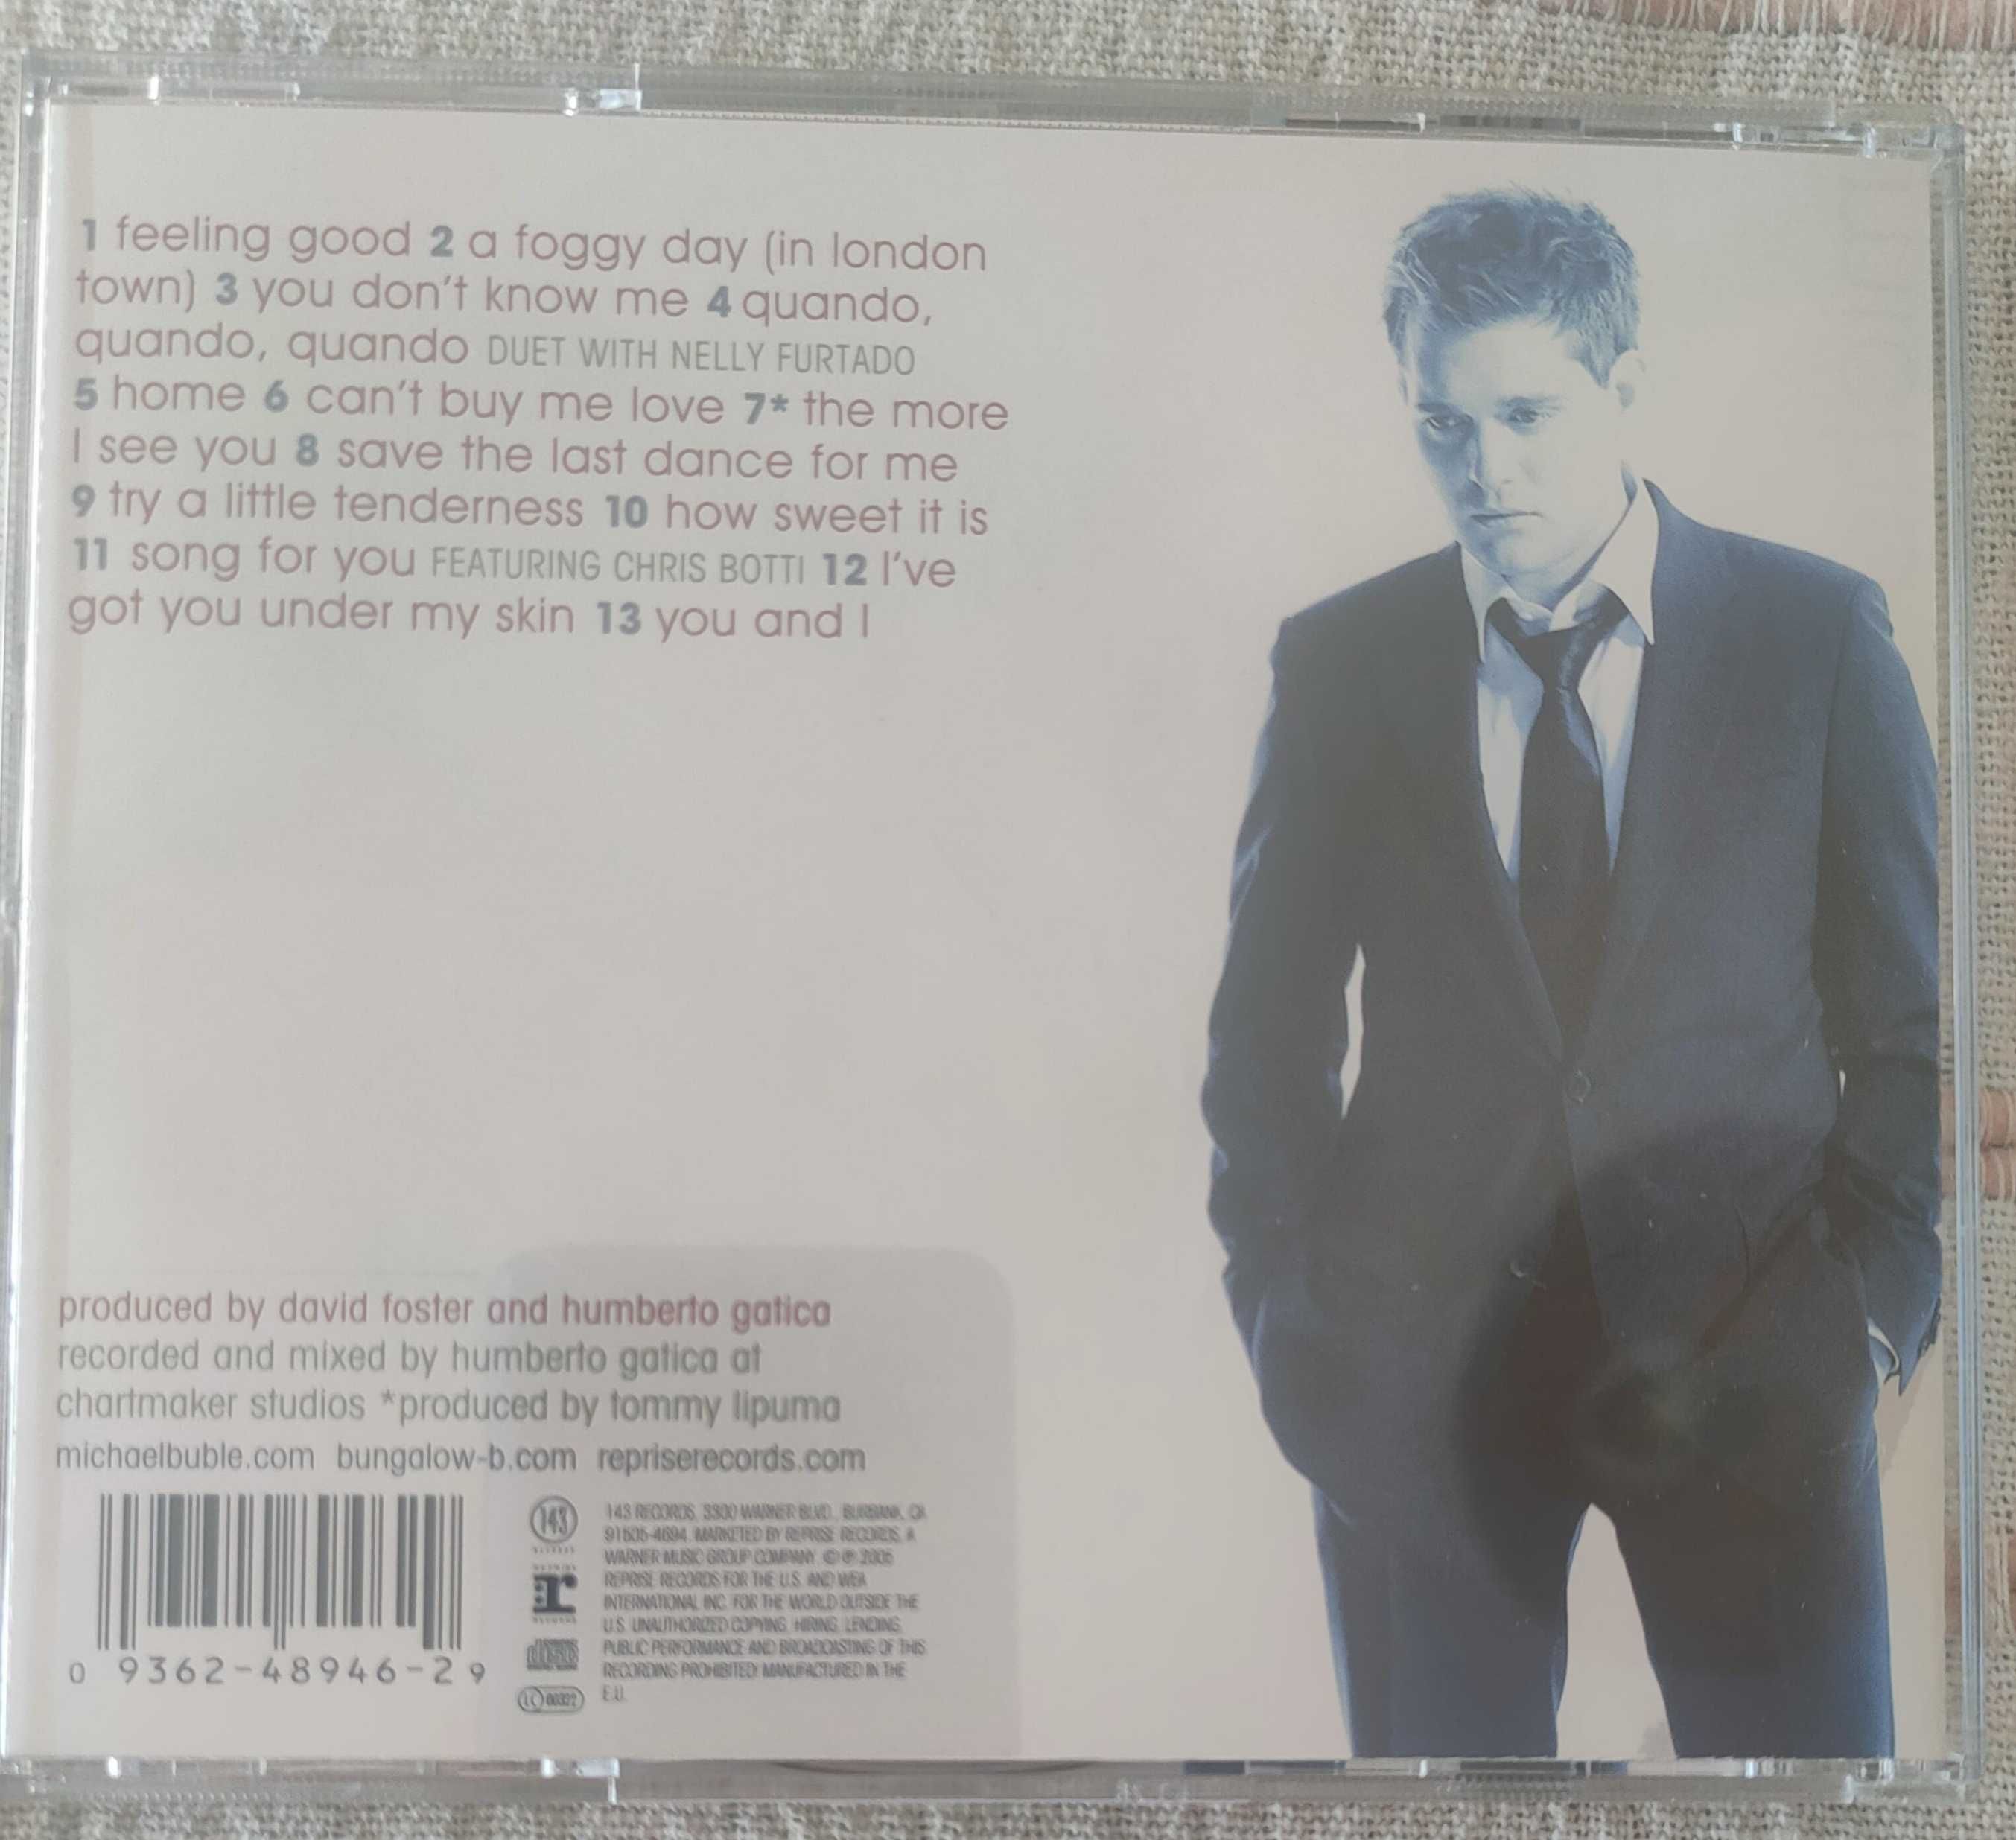 1 feeling good 2 a foggy day (in london
town) 3 you don't know me 4 quando,
quando, quando DUET WITH NELLY FURTADO
5 home 6 can't buy me love 7* the more
I see you 8 save the last dance for me
9 try a little tenderness 10 how sweet it is
11 song for you FEATURING CHRIS BOTTI 12 I've
got you under my skin 13 you and I
produced by david foster and humberto gatica
recorded and mixed by humberto gatica at
chartmaker studios *produced by tommy lipuma
michaelbuble.com bungalow-b.com repriserecords.com
0 9362-48946-2 9
143
r
143 RECORDS, 3300 WARNER BLVD., BURBANK, CA
91505-4694. MARKETED BY REPRISE RECORDS, A
WARNER MUSIC GROUP COMPANY. © ℗ 2005
REPRISE RECORDS FOR THE U.S. AND WEA
INTERNATIONAL INC. FOR THE WORLD OUTSIDE THE
U.S. UNAUTHORIZED COPYING, HIRING, LENDING,
PUBLIC PERFORMANCE AND BROADCASTING OF THIS
RECORDING PROHIBITED. MANUFACTURED IN THE
E.U.
disc
LC 00322